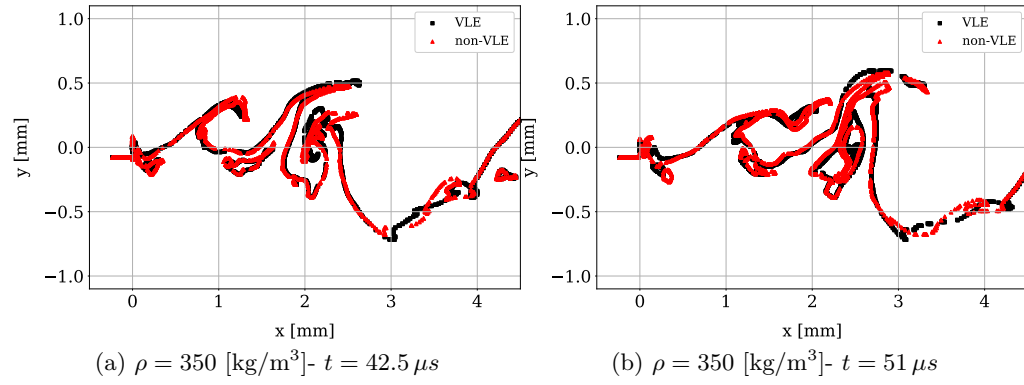 1.0
0.5
0.0
−0.5
−1.0
y [mm]
0 1 2 3 4
x [mm]
VLE
non-VLE
(a) ρ = 350 [kg/m³]- t = 42.5 μs
1.0
0.5
0.0
−0.5
−1.0
y [mm]
0 1 2 3 4
x [mm]
VLE
non-VLE
(b) ρ = 350 [kg/m³]- t = 51 μs